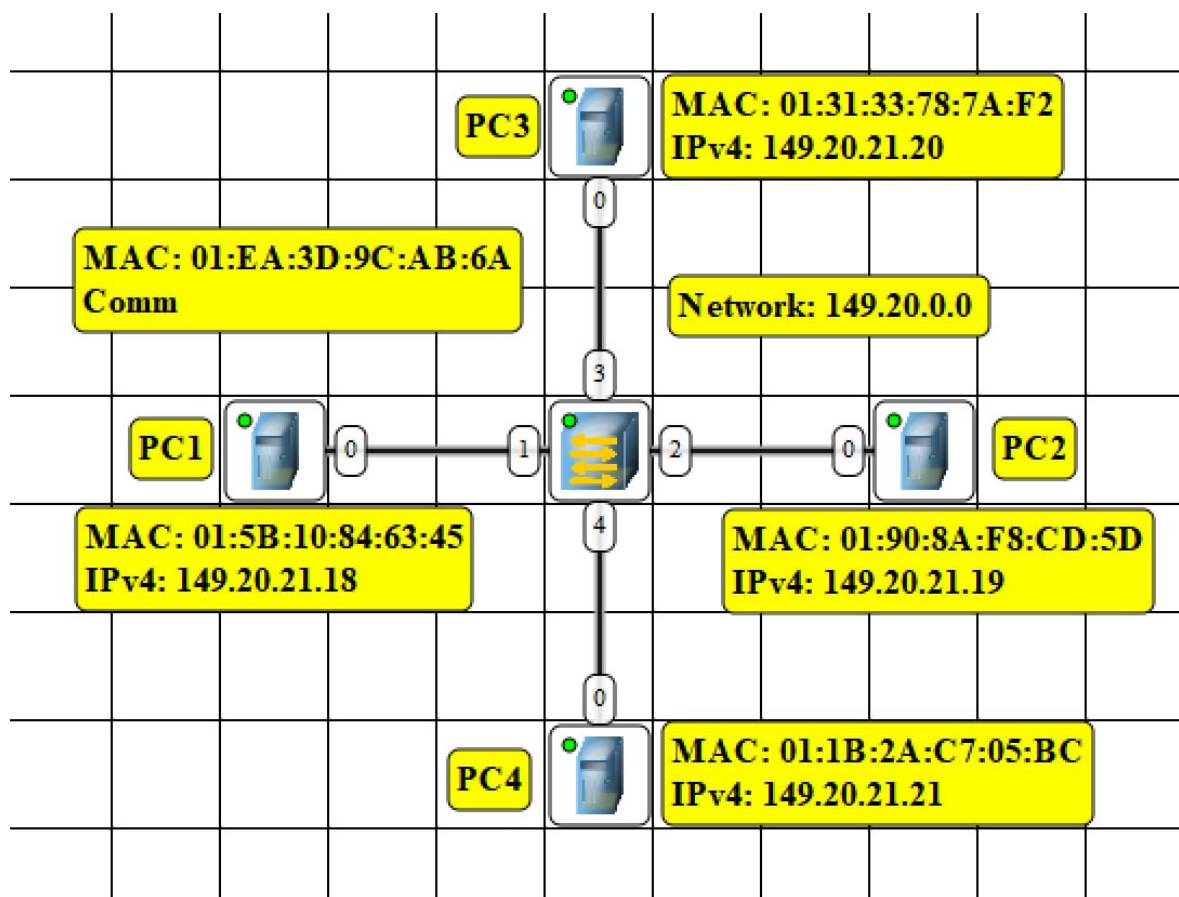 PC3
MAC: 01:31:33:78:7A:F2
IPv4: 149.20.21.20
0
MAC: 01:EA:3D:9C:AB:6A
Comm
Network: 149.20.0.0
3
PC1
0
1
2
0
PC2
MAC: 01:5B:10:84:63:45
IPv4: 149.20.21.18
4
MAC: 01:90:8A:F8:CD:5D
IPv4: 149.20.21.19
0
PC4
MAC: 01:1B:2A:C7:05:BC
IPv4: 149.20.21.21